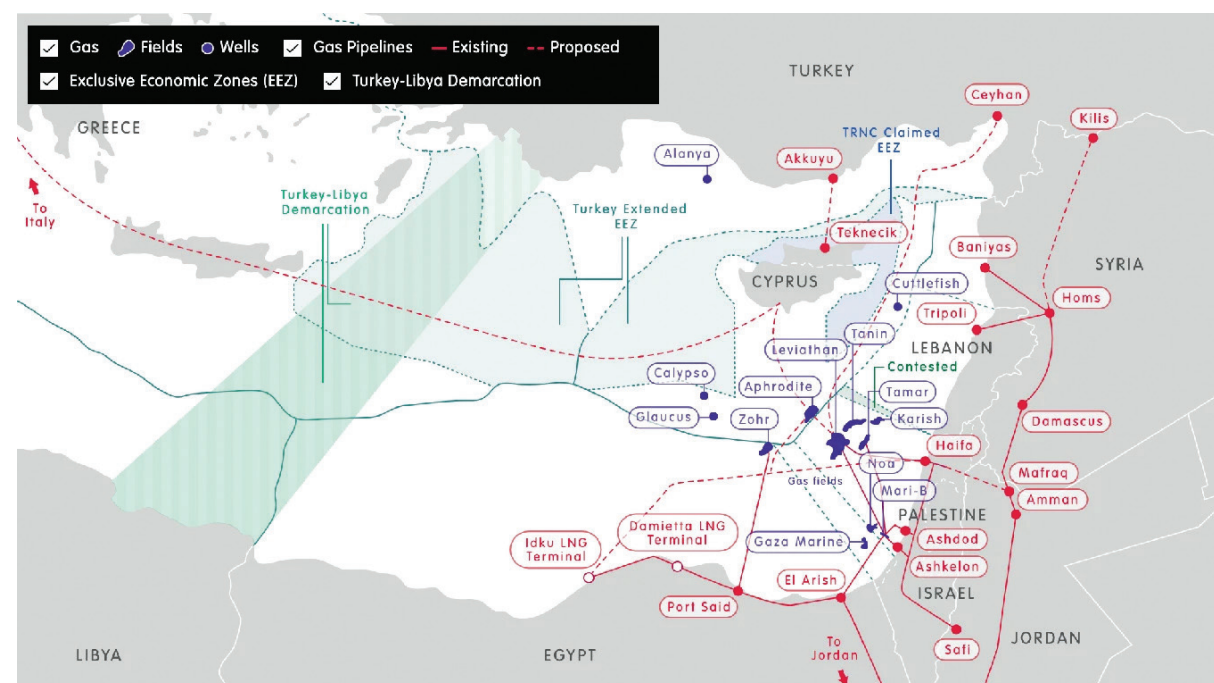 Gas Fields Wells Gas Pipelines Existing Proposed
Exclusive Economic Zones (EEZ) Turkey-Libya Demarcation
TURKEY
GREECE
Ceyhan
Kilis
TRNC Claimed
EEZ
Alanya
Akkuyu
To
Italy
Turkey-Libya
Demarcation
Turkey Extended
EEZ
Teknecik
Baniyas
SYRIA
CYPRUS
Cuttlefish
Homs
Tripoli
Tanin
Leviathan
LEBANON
Contested
Calypso
Aphrodite
Tamar
Glaucus
Zohr
Karish
Damascus
Haifa
Noa
Mafraq
Gas fields
Mari-B
Amman
PALESTINE
Damietta LNG
Terminal
Idku LNG
Terminal
Gaza Marine
Ashdod
Ashkelon
El Arish
Port Said
ISRAEL
To
Jordan
Safi
JORDAN
LIBYA
EGYPT